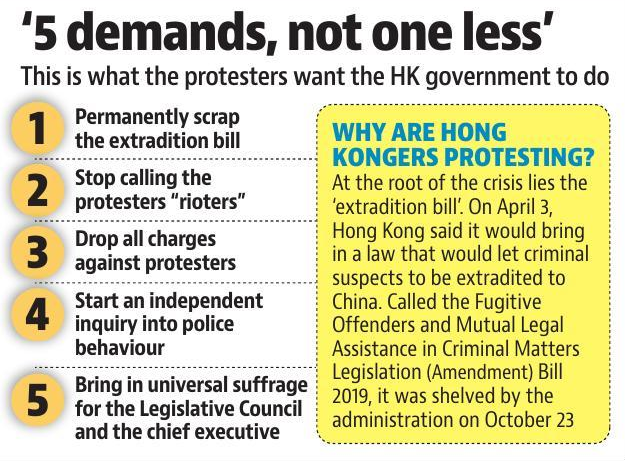 ‘5 demands, not one less’
This is what the protesters want the HK government to do
1
Permanently scrap
the extradition bill
2
Stop calling the
protesters “rioters”
3
Drop all charges
against protesters
4
Start an independent
inquiry into police
behaviour
5
Bring in universal suffrage
for the Legislative Council
and the chief executive
WHY ARE HONG
KONGERS PROTESTING?
At the root of the crisis lies the
‘extradition bill’. On April 3,
Hong Kong said it would bring
in a law that would let criminal
suspects to be extradited to
China. Called the Fugitive
Offenders and Mutual Legal
Assistance in Criminal Matters
Legislation (Amendment) Bill
2019, it was shelved by the
administration on October 23